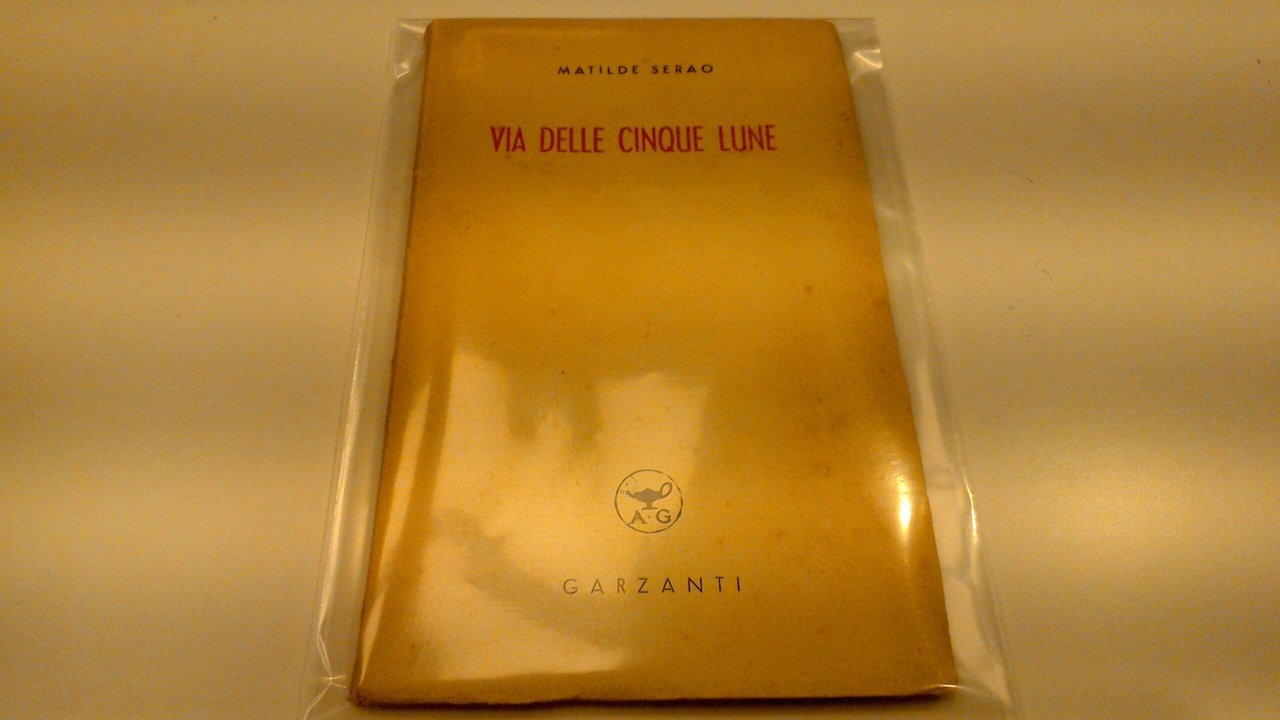 MATILDE SERAO
VIA DELLE CINQUE LUNE
A·G
GARZANTI